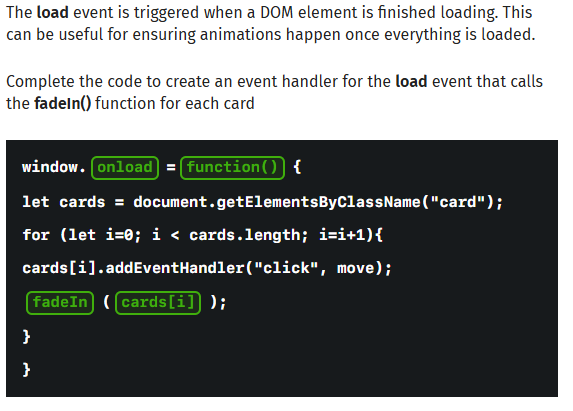 The load event is triggered when a DOM element is finished loading. This
can be useful for ensuring animations happen once everything is loaded.
Complete the code to create an event handler for the load event that calls
the fadeIn() function for each card
window. onload = function() {
let cards = document.getElementsByClassName("card");
for (let i=0; i < cards.length; i=i+1){
cards[i].addEventHandler("click", move);
fadeIn ( cards[i] );
}
}